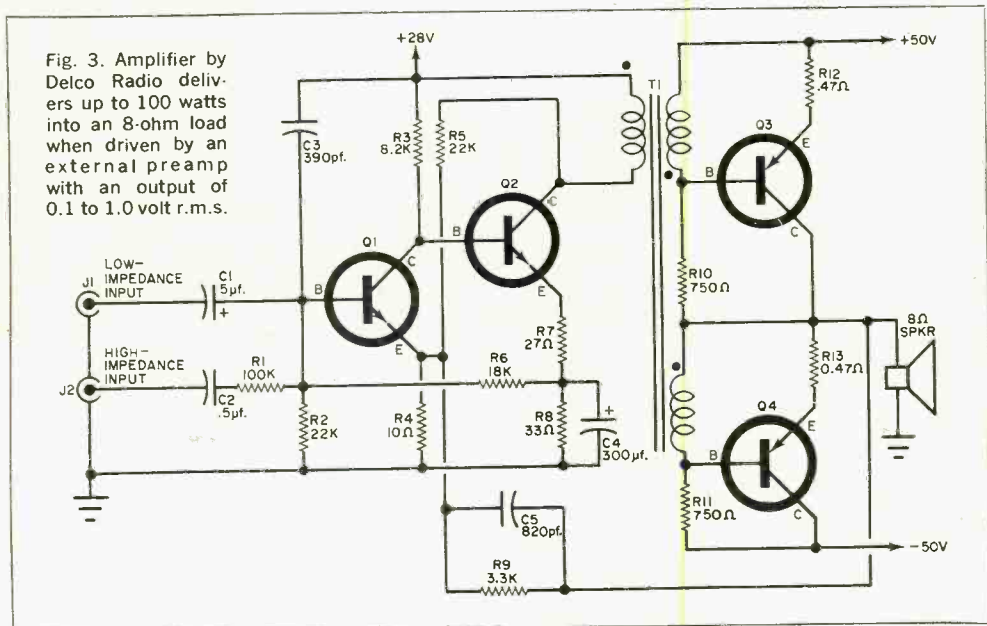 Fig. 3. Amplifier by
Delco Radio deliv-
ers up to 100 watts
into an 8-ohm load
when driven by an
external preamp
with an output of
0.1 to 1.0 volt r.m.s.
+28V
+50V
-50V
C3
390pf.
R3
8.2K
R5
22K
T1
R12
.47Ω
Q1
B
C
E
Q2
B
C
E
Q3
B
E
C
J1
LOW-
IMPEDANCE
INPUT
C1
5μf.
+
J2
HIGH-
IMPEDANCE
INPUT
C2
.5μf.
R1
100K
R2
22K
R4
10Ω
R6
18K
R7
27Ω
R8
33Ω
+
C4
300μf.
R10
750Ω
8Ω
SPKR
R13
0.47Ω
Q4
B
E
C
R11
750Ω
C5
820pf.
R9
3.3K